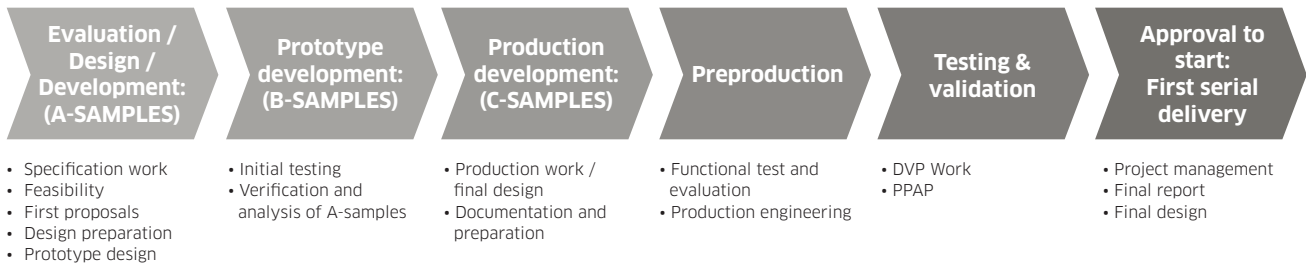 Evaluation /
Design /
Development:
(A-SAMPLES)
Prototype
development:
(B-SAMPLES)
Production
development:
(C-SAMPLES)
Preproduction
Testing &
validation
Approval to
start:
First serial
delivery
• Specification work
• Feasibility
• First proposals
• Design preparation
• Prototype design
• Initial testing
• Verification and
analysis of A-samples
• Production work /
final design
• Documentation and
preparation
• Functional test and
evaluation
• Production engineering
• DVP Work
• PPAP
• Project management
• Final report
• Final design